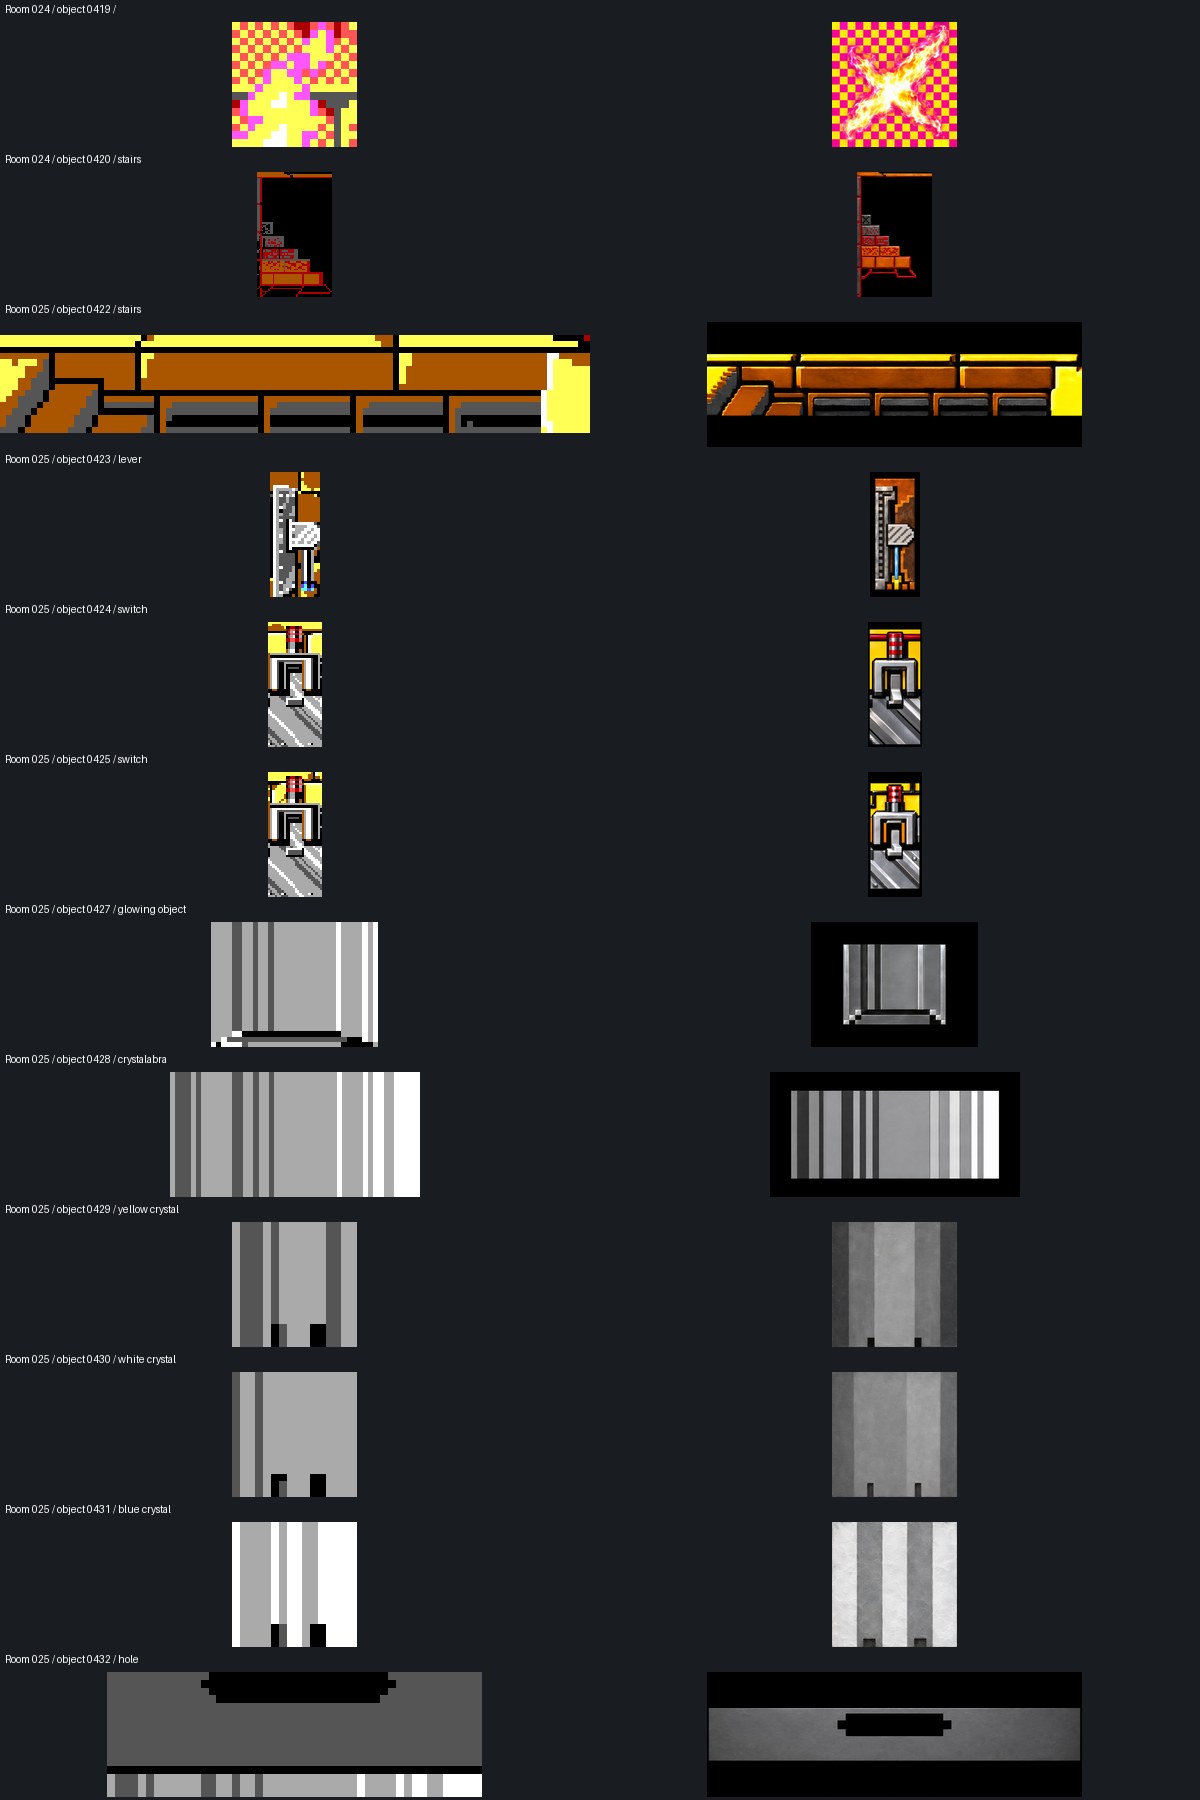 Room 024 / object 0419 /
Room 024 / object 0420 / stairs
Room 025 / object 0422 / stairs
Room 025 / object 0423 / lever
Room 025 / object 0424 / switch
Room 025 / object 0425 / switch
Room 025 / object 0427 / glowing object
Room 025 / object 0428 / crystalabra
Room 025 / object 0429 / yellow crystal
Room 025 / object 0430 / white crystal
Room 025 / object 0431 / blue crystal
Room 025 / object 0432 / hole